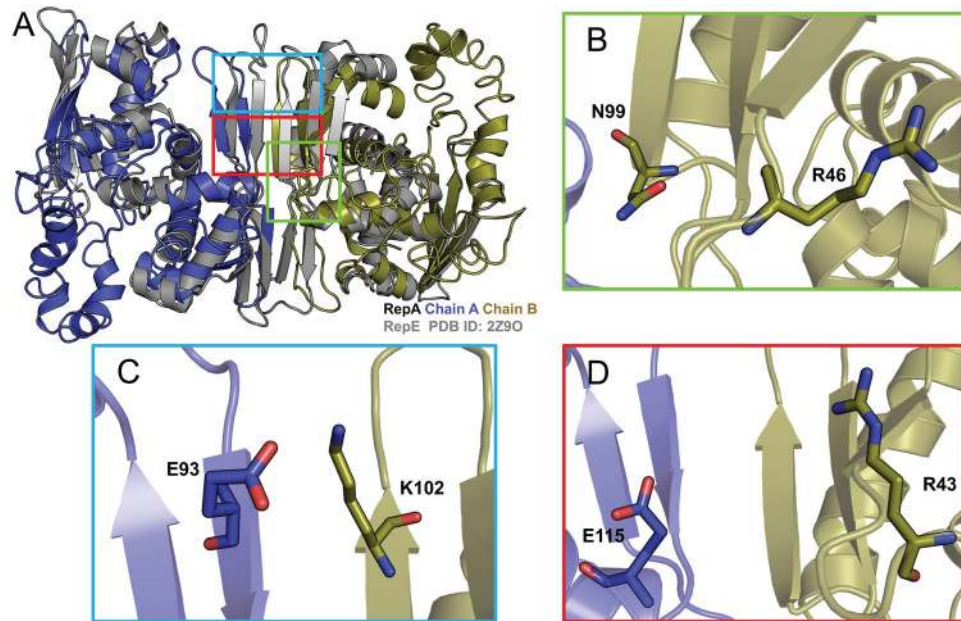 A
B
N99
R46
RepA Chain A Chain B
RepE PDB ID: 2Z9O
C
E93
K102
D
R43
E115